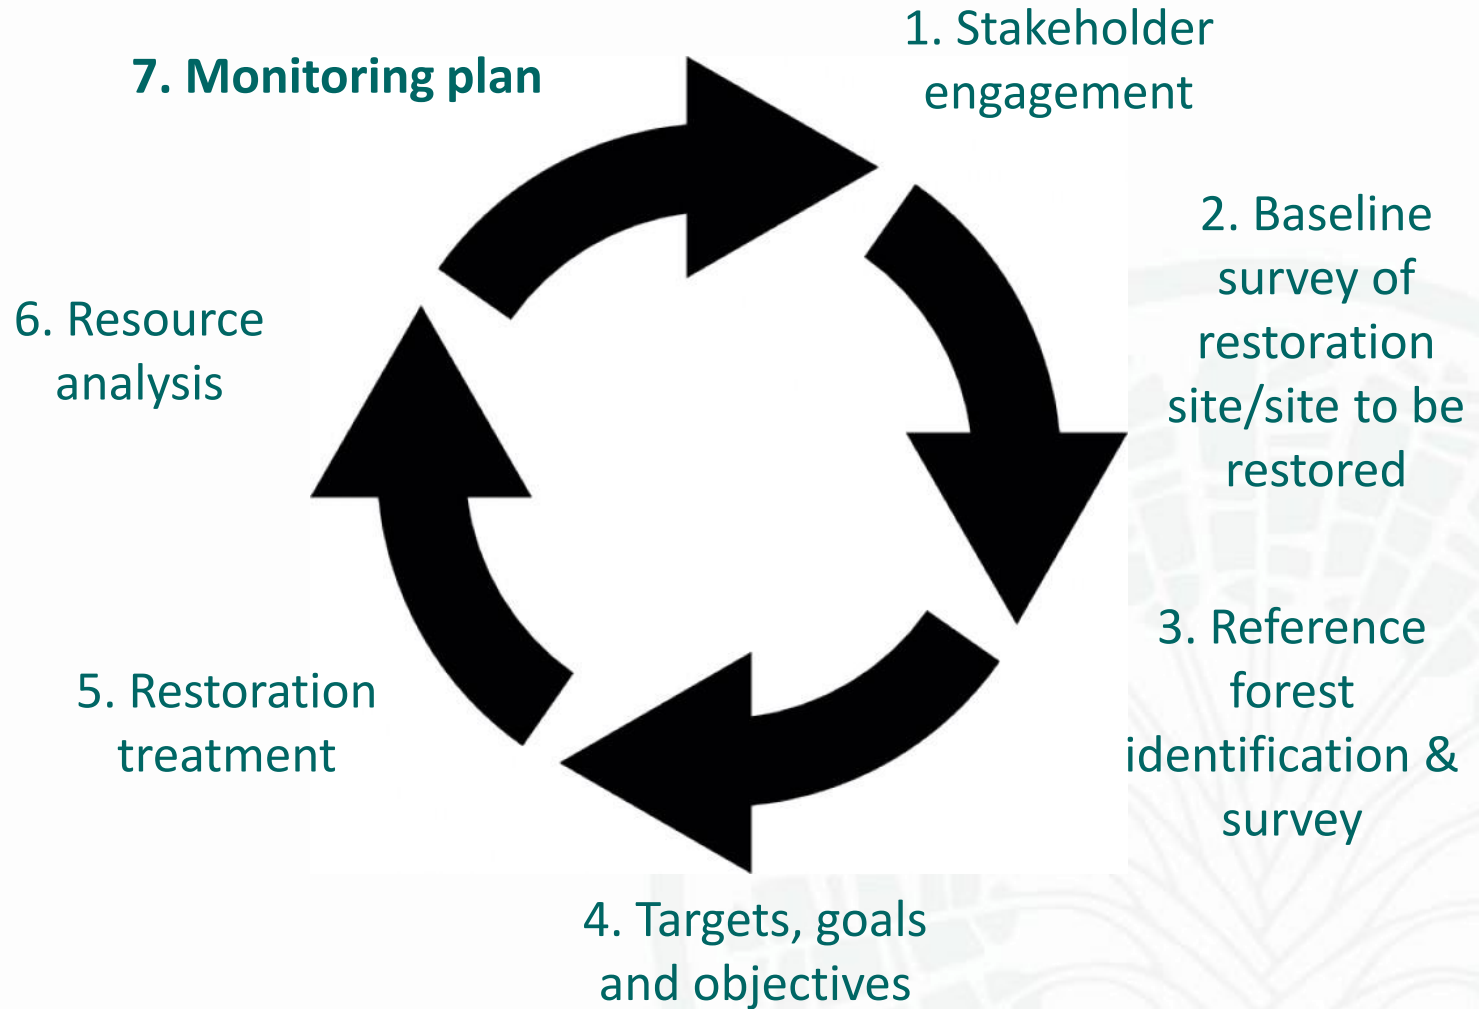 1. Stakeholder
engagement
2. Baseline
survey of
restoration
site/site to be
restored
3. Reference
forest
identification &
survey
4. Targets, goals
and objectives
5. Restoration
treatment
6. Resource
analysis
7. Monitoring plan